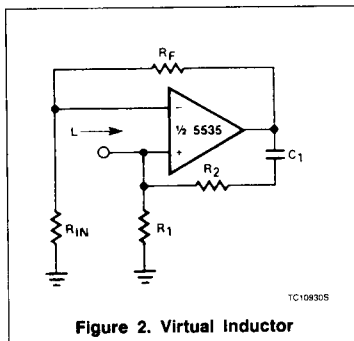 RF
L
−
½ 5535
+
C1
R2
RIN
R1
TC10930S
Figure 2. Virtual Inductor